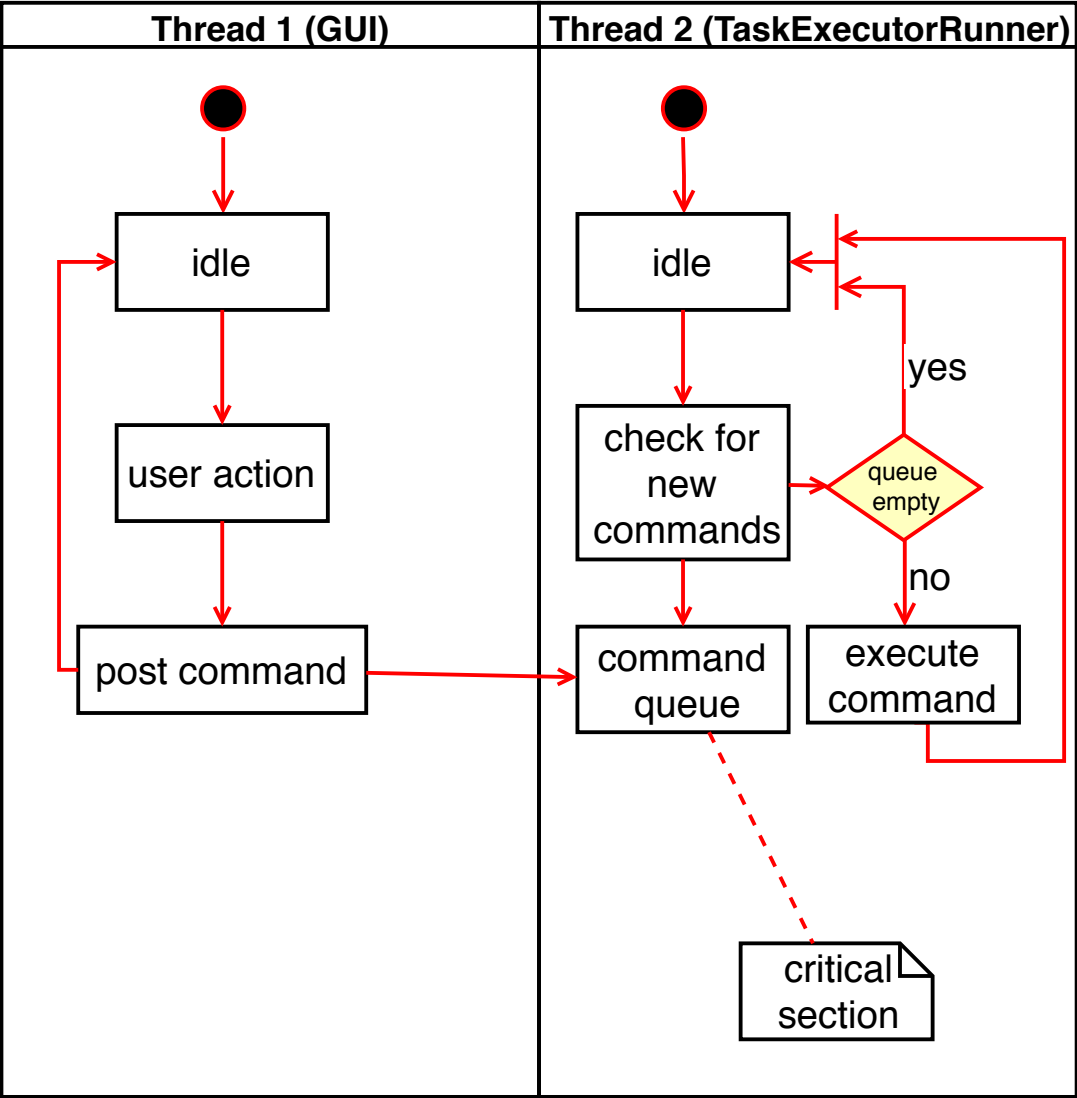 Thread 1 (GUI)
Thread 2 (TaskExecutorRunner)
idle
user action
post command
idle
check for
new
commands
yes
queue
empty
no
command
queue
execute
command
critical
section